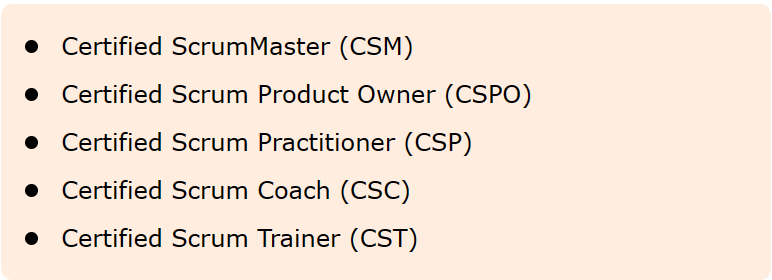 ● Certified ScrumMaster (CSM)
● Certified Scrum Product Owner (CSPO)
● Certified Scrum Practitioner (CSP)
● Certified Scrum Coach (CSC)
● Certified Scrum Trainer (CST)